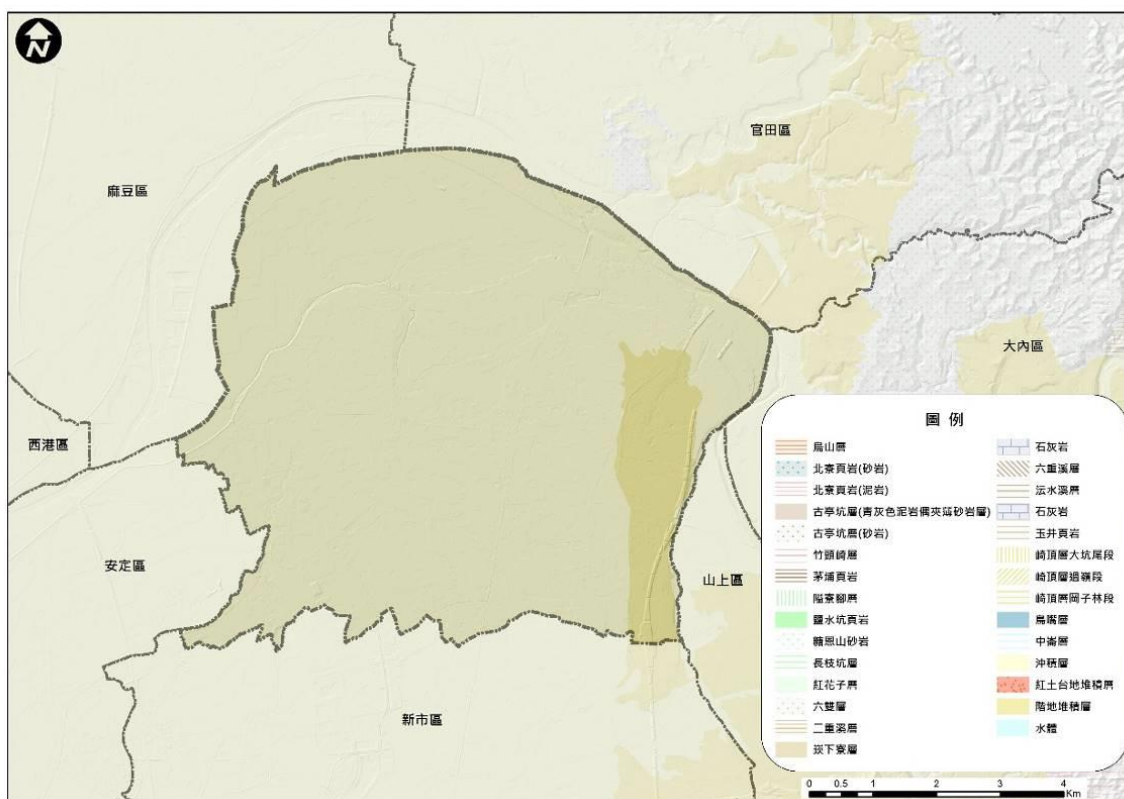 N
官田區
麻豆區
大內區
西港區
安定區
山上區
新市區
圖例
烏山層
北寮頁岩(砂岩)
北寮頁岩(泥岩)
古亭坑層(青灰色泥岩偶夾薄砂岩層)
古亭坑層(砂岩)
竹頭崎層
茅埔頁岩
隘寮腳層
鹽水坑頁岩
糖恩山砂岩
長枝坑層
紅花子層
六雙層
二重溪層
崁下寮層
石灰岩
六重溪層
沄水溪層
石灰岩
玉井頁岩
崎頂層大坑尾段
崎頂層過嶺段
崎頂層岡子林段
鳥嘴層
中崙層
沖積層
紅土台地堆積層
階地堆積層
水體
0 0.5 1 2 3 4
Km